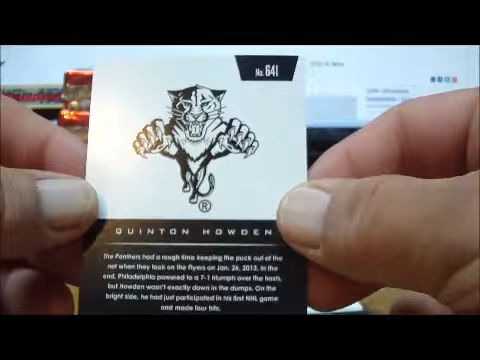 No. 641
®
QUINTON HOWDEN
The Panthers had a rough time keeping the puck out of the
net when they took on the Flyers on Jan. 26, 2013. In the
end, Philadelphia powered to a 7-1 triumph over the hosts,
but Howden wasn't exactly down in the dumps. On the
bright side, he had just participated in his first NHL game
and made four hits.